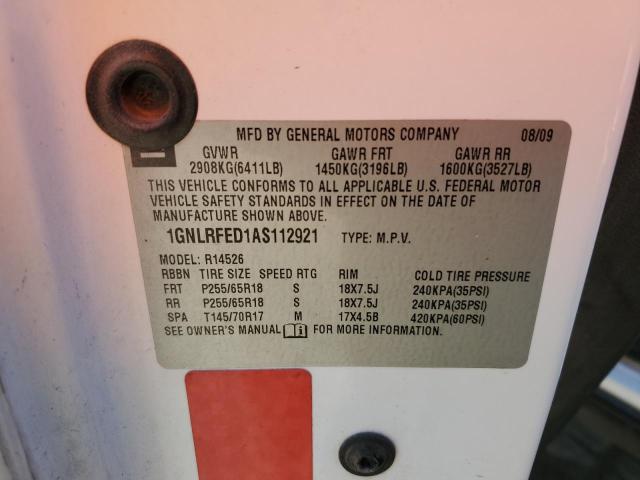 MFD BY GENERAL MOTORS COMPANY 08/09
GVWR GAWR FRT GAWR RR
2908KG(6411LB) 1450KG(3196LB) 1600KG(3527LB)
THIS VEHICLE CONFORMS TO ALL APPLICABLE U.S. FEDERAL MOTOR
VEHICLE SAFETY STANDARDS IN EFFECT ON THE DATE OF
MANUFACTURE SHOWN ABOVE.
1GNLRFED1AS112921 TYPE: M.P.V.
MODEL: R14526
RBBN TIRE SIZE SPEED RTG RIM COLD TIRE PRESSURE
FRT P255/65R18 S 18X7.5J 240KPA(35PSI)
RR P255/65R18 S 18X7.5J 240KPA(35PSI)
SPA T145/70R17 M 17X4.5B 420KPA(60PSI)
SEE OWNER'S MANUAL FOR MORE INFORMATION.